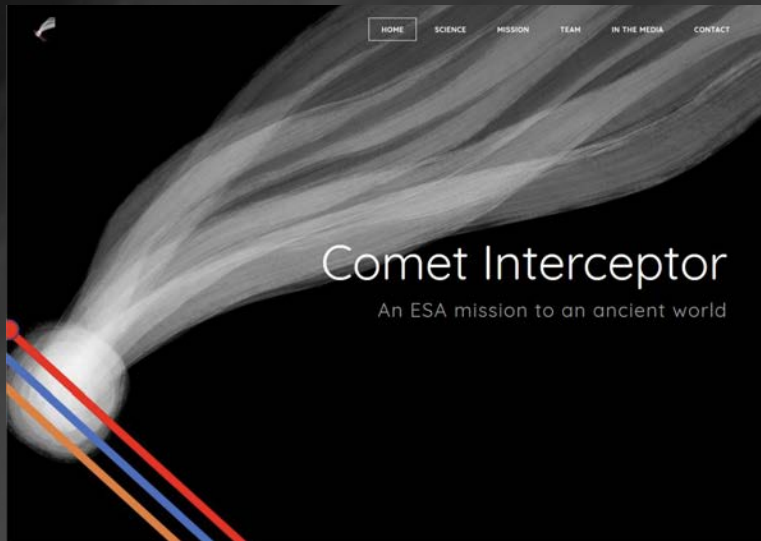 HOME SCIENCE MISSION TEAM IN THE MEDIA CONTACT
Comet Interceptor
An ESA mission to an ancient world